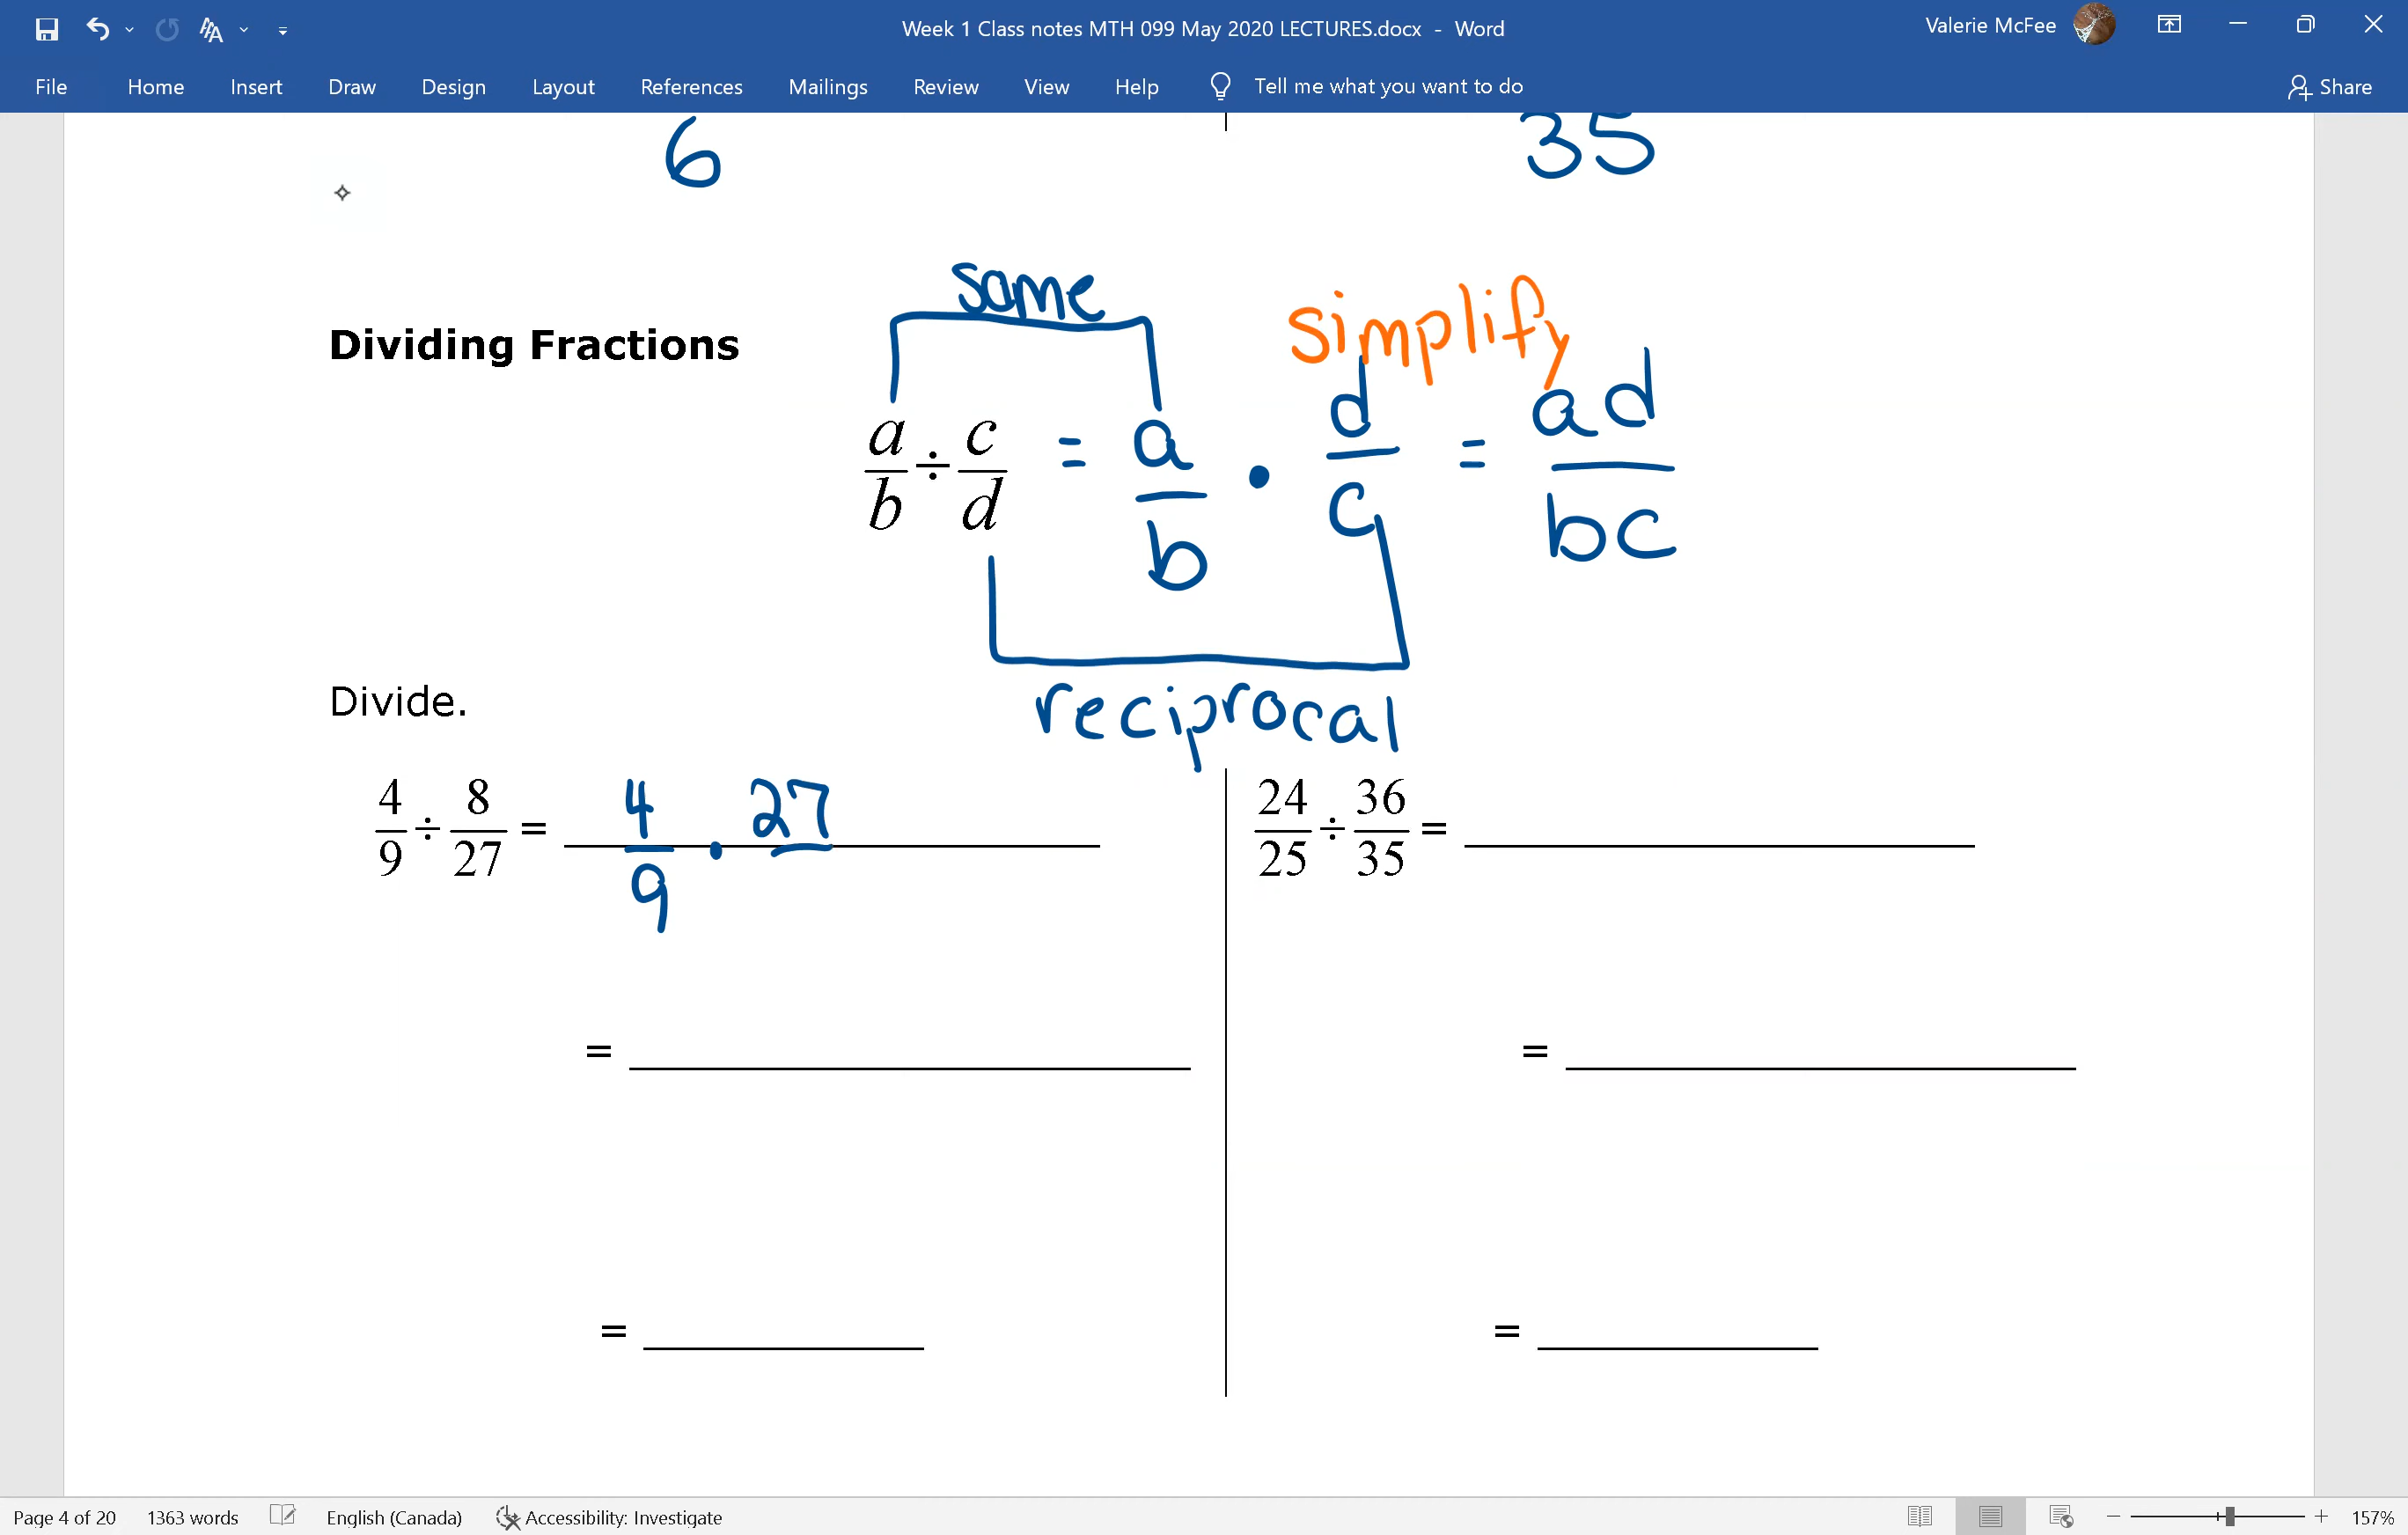 Week 1 Class notes MTH 099 May 2020 LECTURES.docx - Word
Valerie McFee
File Home Insert Draw Design Layout References Mailings Review View Help Tell me what you want to do Share
6 35
same
simplify
Dividing Fractions
a/b ÷ c/d = a/b · d/c = ad/bc
reciprocal
Divide.
4/9 ÷ 8/27 = 4/9 · 27/
24/25 ÷ 36/35 =
= =
= =
Page 4 of 20 1363 words English (Canada) Accessibility: Investigate 157%